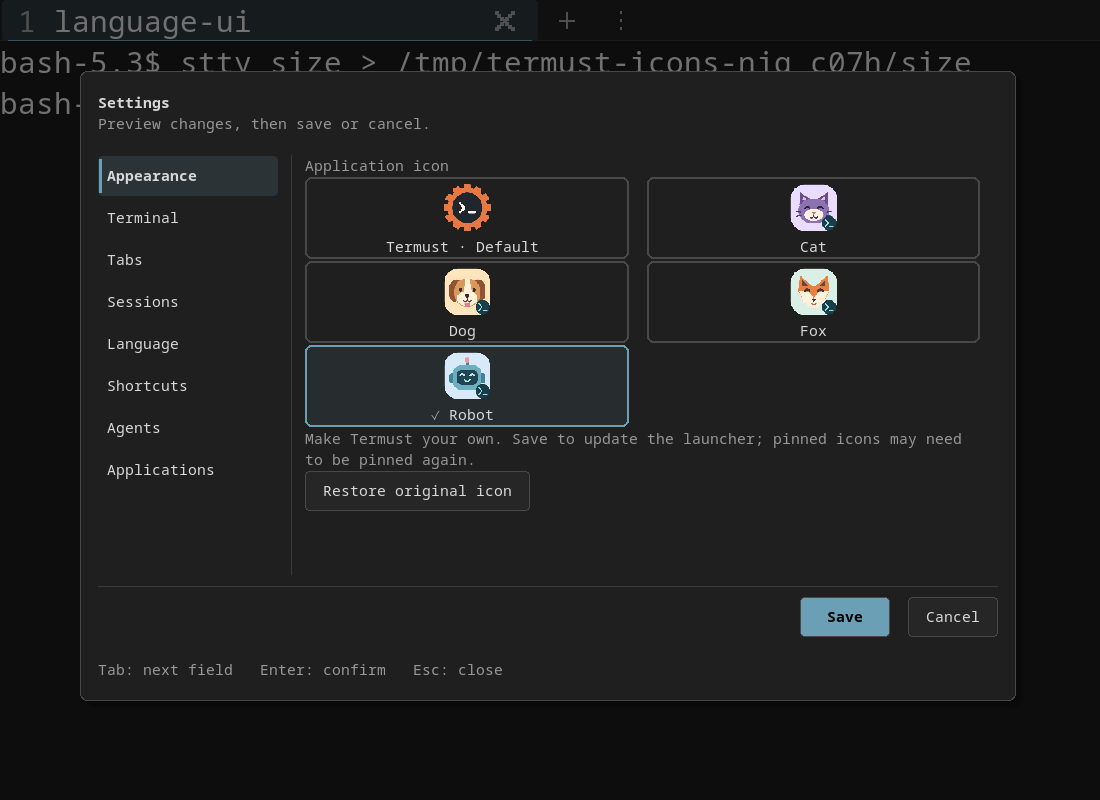 1 language-ui
bash-5.3$ stty size > /tmp/termust-icons-niq_c07h/size
bash-
Settings
Preview changes, then save or cancel.
Appearance
Terminal
Tabs
Sessions
Language
Shortcuts
Agents
Applications
Application icon
Termust · Default
Cat
Dog
Fox
✓ Robot
Make Termust your own. Save to update the launcher; pinned icons may need
to be pinned again.
Restore original icon
Save
Cancel
Tab: next field Enter: confirm Esc: close